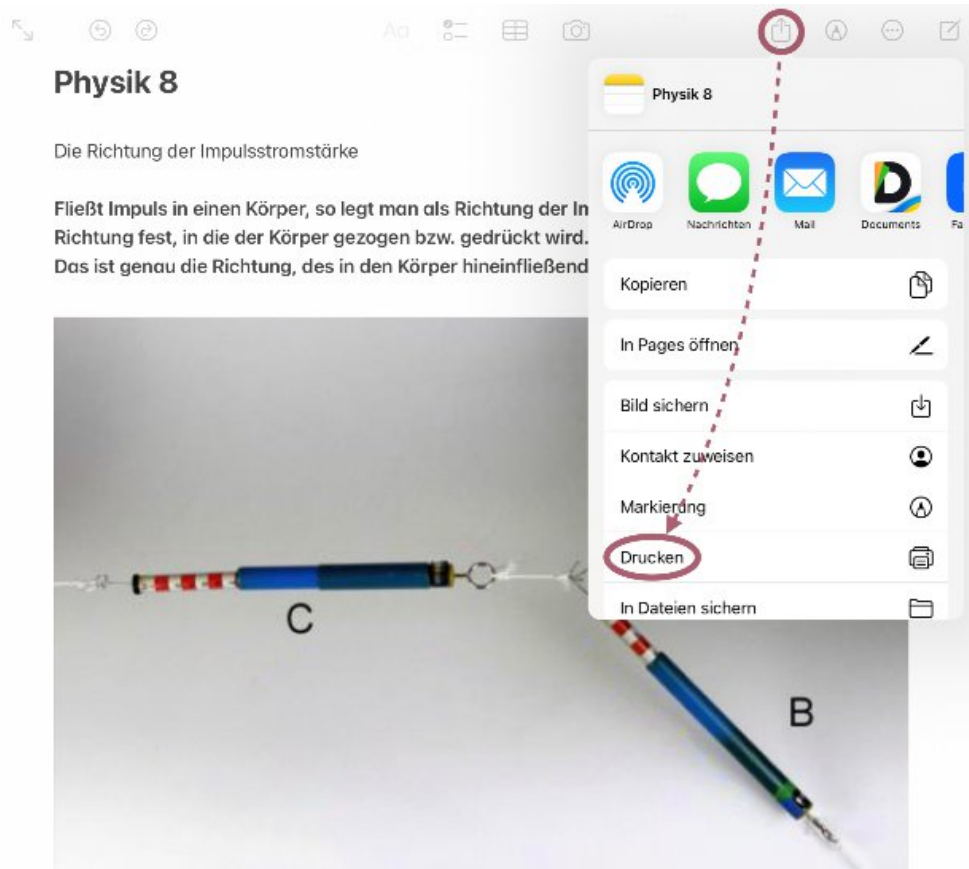 Aa
Physik 8
Die Richtung der Impulsstromstärke
Fließt Impuls in einen Körper, so legt man als Richtung der
Richtung fest, in die der Körper gezogen bzw. gedrückt wird.
Das ist genau die Richtung, des in den Körper
Physik 8
AirDrop
Nachrichten
Mail
Documents
Kopieren
In Pages öffnen
Bild sichern
Kontakt zuweisen
Markierung
Drucken
In Dateien sichern
C
B